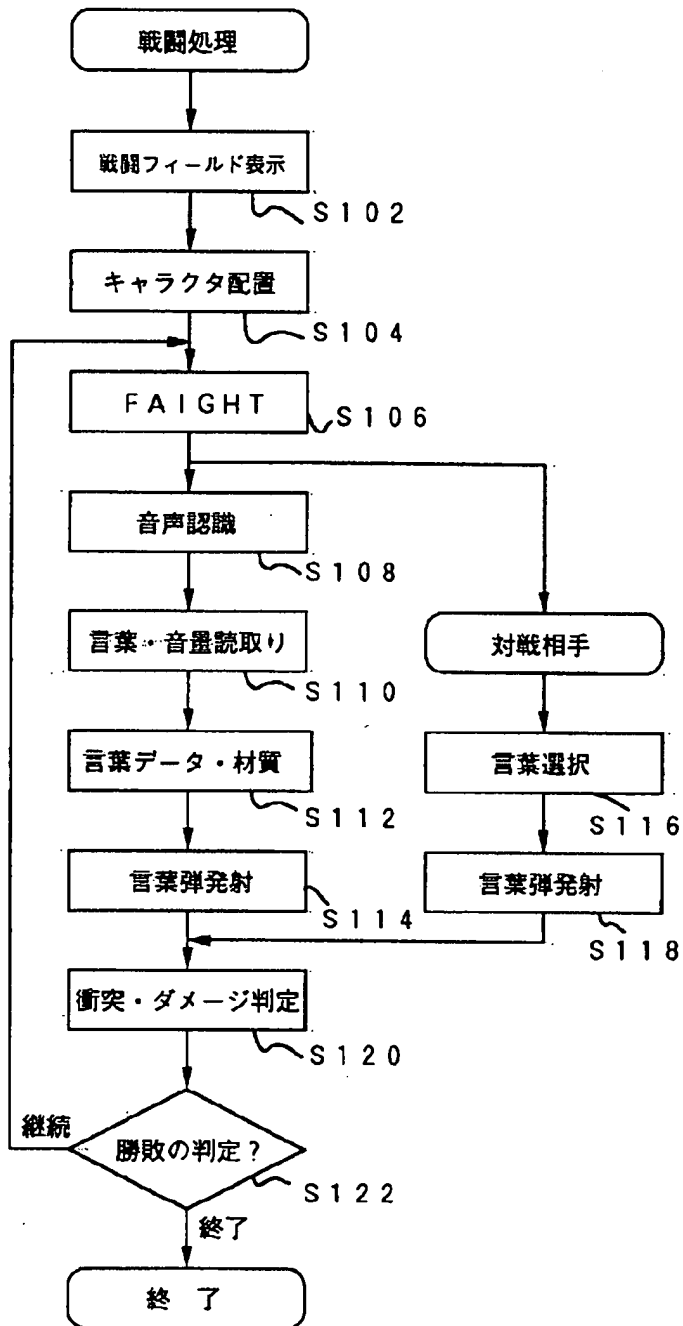 戦闘処理
戦闘フィールド表示
S102
キャラクタ配置
S104
FAIGHT
S106
音声認識
S108
言葉・音量読取り
S110
言葉データ・材質
S112
言葉弾発射
S114
対戦相手
言葉選択
S116
言葉弾発射
S118
衝突・ダメージ判定
S120
継続
勝敗の判定?
S122
終了
終 了